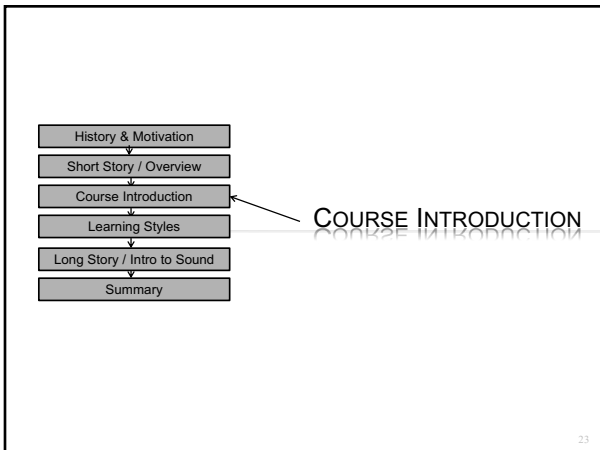 History & Motivation
Short Story / Overview
Course Introduction
Learning Styles
Long Story / Intro to Sound
Summary
COURSE INTRODUCTION
23